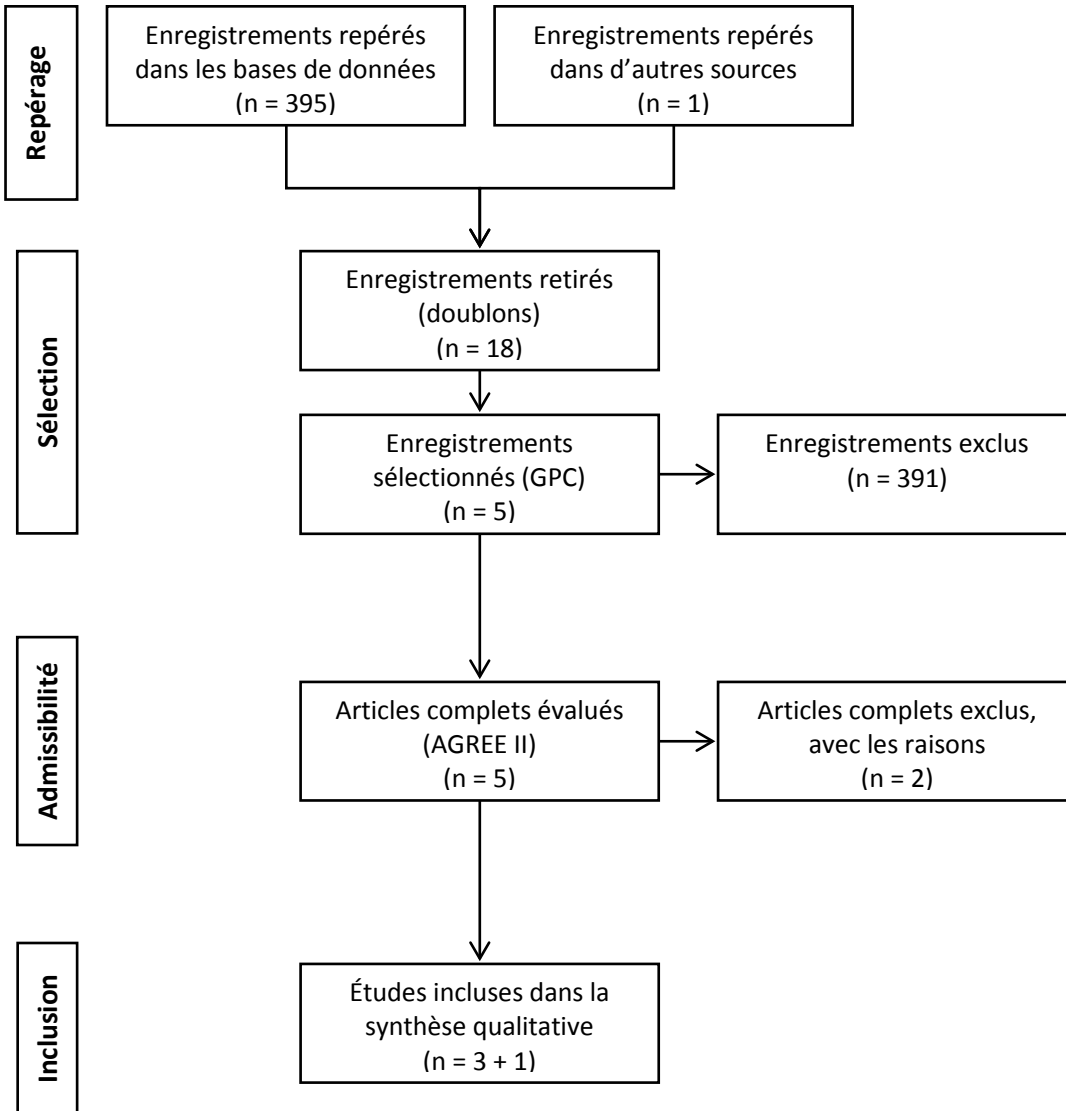 Repérage
Enregistrements repérés
dans les bases de données
(n = 395)
Enregistrements repérés
dans d'autres sources
(n = 1)
Sélection
Enregistrements retirés
(doublons)
(n = 18)
Enregistrements
sélectionnés (GPC)
(n = 5)
Enregistrements exclus
(n = 391)
Admissibilité
Articles complets évalués
(AGREE II)
(n = 5)
Articles complets exclus,
avec les raisons
(n = 2)
Inclusion
Études incluses dans la
synthèse qualitative
(n = 3 + 1)